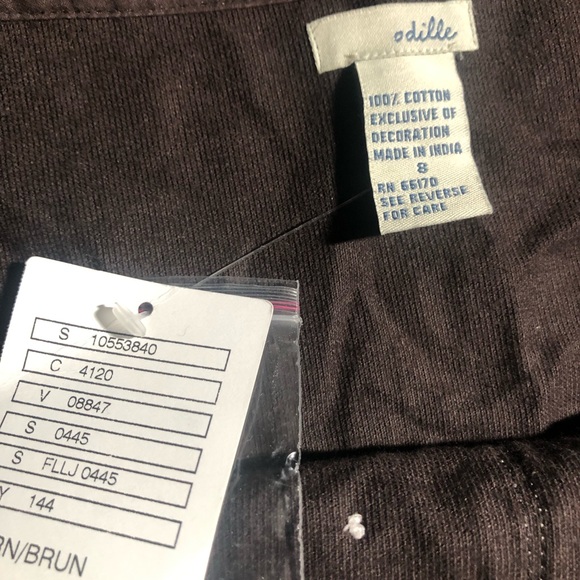 odille
100% COTTON
EXCLUSIVE OF
DECORATION
MADE IN INDIA
8
RN 66170
SEE REVERSE
FOR CARE
S 10553840
C 4120
V 08847
S 0445
S FLLJ 0445
Y 144
RN/BRUN